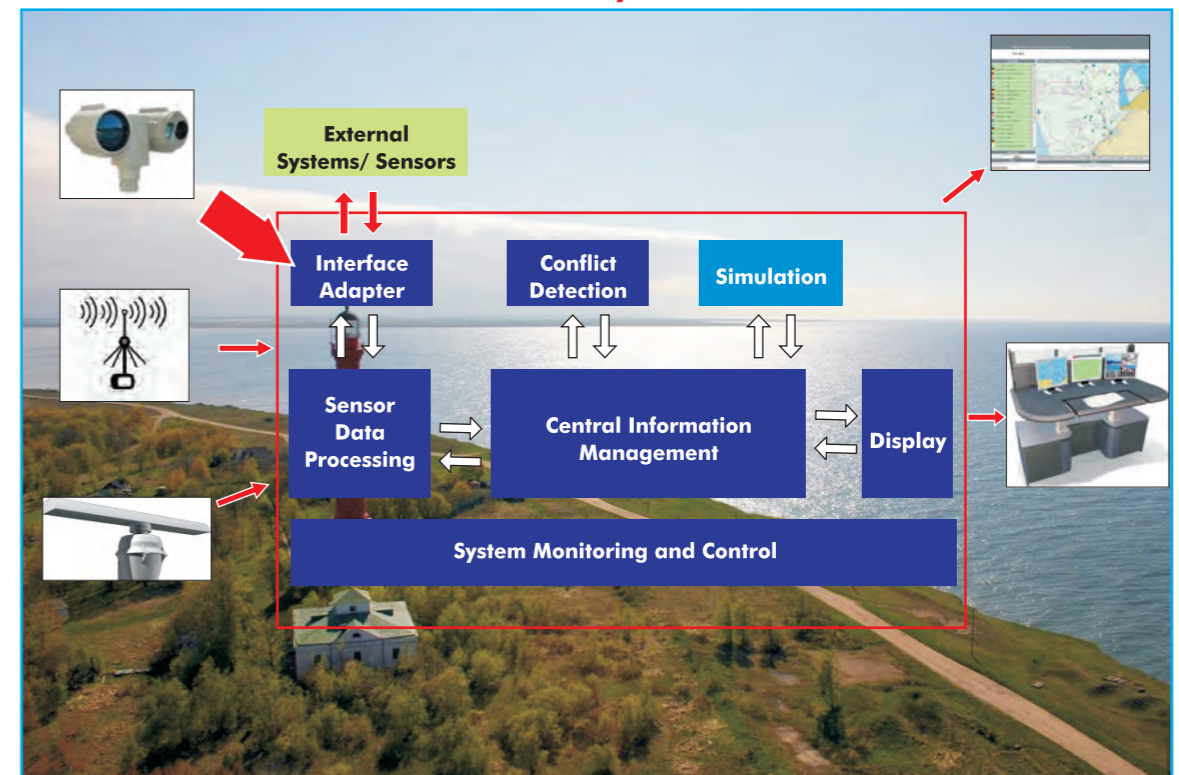 External
Systems/ Sensors
Interface
Adapter
Conflict
Detection
Simulation
Sensor
Data
Processing
Central Information
Management
Display
System Monitoring and Control